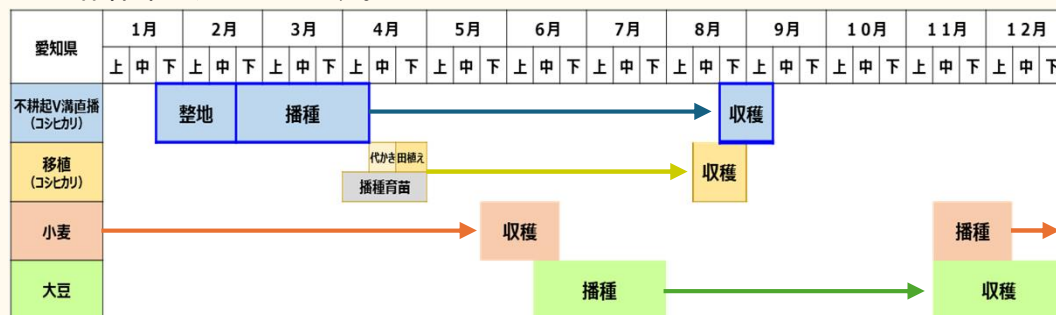 愛知県
1月 2月 3月 4月 5月 6月 7月 8月 9月 10月 11月 12月
上 中 下 上 中 下 上 中 下 上 中 下 上 中 下 上 中 下 上 中 下 上 中 下 上 中 下 上 中 下 上 中 下 上 中 下
不耕起V溝直播
(コシヒカリ)
整地 播種 収穫
移植
(コシヒカリ)
代かき 田植え
播種育苗
収穫
小麦 収穫 播種
大豆 播種 収穫